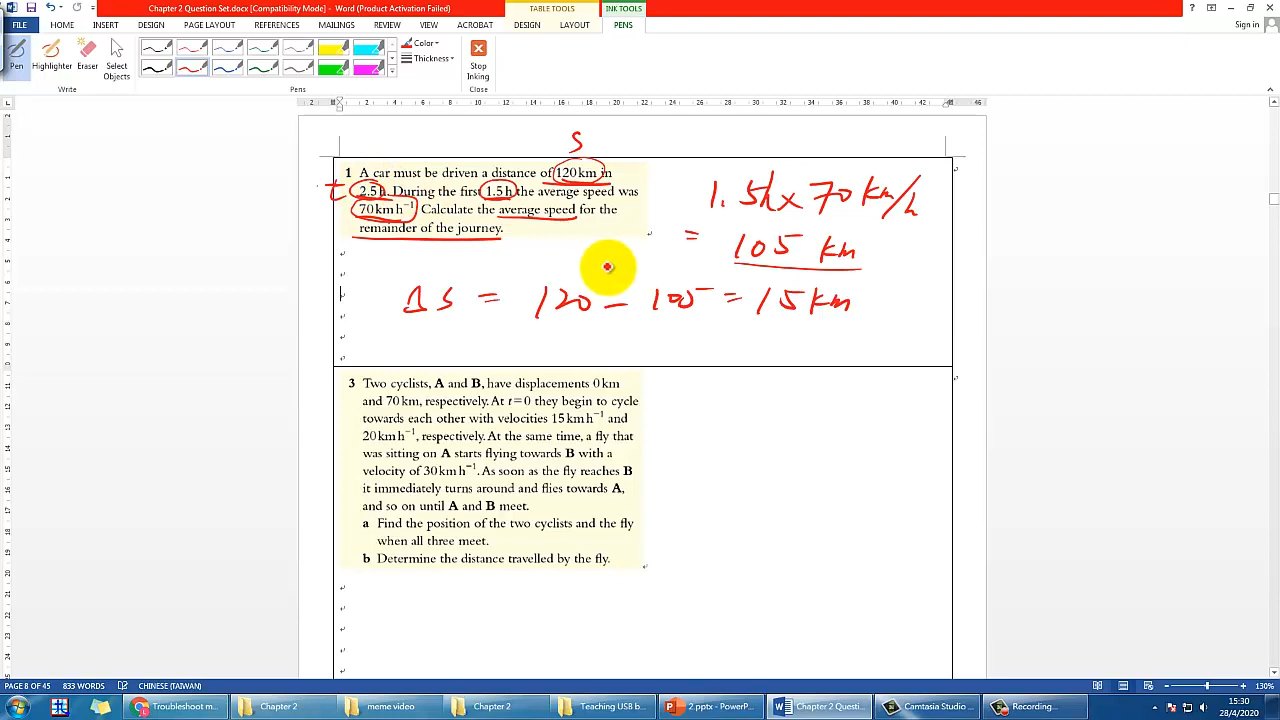 Chapter 2 Question Set.docx [Compatibility Mode] - Word (Product Activation Failed)
TABLE TOOLS
INK TOOLS
FILE
HOME
INSERT
DESIGN
PAGE LAYOUT
REFERENCES
MAILINGS
REVIEW
VIEW
ACROBAT
DESIGN
LAYOUT
PENS
Sign in
Pen
Highlighter
Eraser
Select Objects
Color
Thickness
Stop Inking
Write
Pens
Close
S
1 A car must be driven a distance of 120 km in
t 2.5 h. During the first 1.5 h the average speed was
70 km h⁻¹. Calculate the average speed for the
remainder of the journey.
1.5h × 70 km/h
= 105 km
Δs = 120 - 105 = 15 km
3 Two cyclists, A and B, have displacements 0 km
and 70 km, respectively. At t = 0 they begin to cycle
towards each other with velocities 15 km h⁻¹ and
20 km h⁻¹, respectively. At the same time, a fly that
was sitting on A starts flying towards B with a
velocity of 30 km h⁻¹. As soon as the fly reaches B
it immediately turns around and flies towards A,
and so on until A and B meet.
a Find the position of the two cyclists and the fly
when all three meet.
b Determine the distance travelled by the fly.
PAGE 8 OF 45
833 WORDS
CHINESE (TAIWAN)
130%
Troubleshoot m...
Chapter 2
meme video
Chapter 2
Teaching USB b...
2.pptx - PowerP...
Chapter 2 Questi...
Camtasia Studio ...
Recording...
15:30
28/4/2020